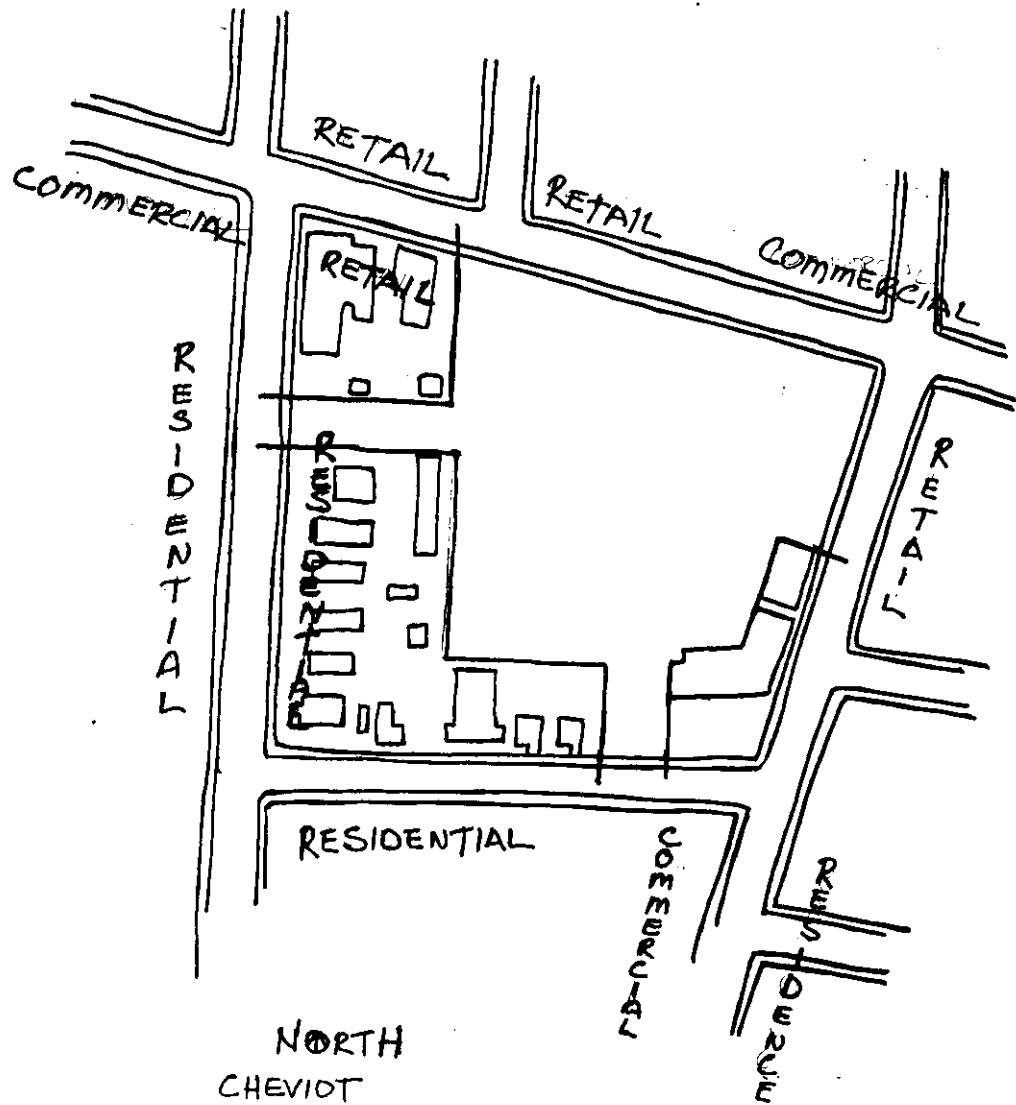 RETAIL
COMMERCIAL
RETAIL
COMMERCIAL
RETAIL
RESIDENTIAL
RESIDENTIAL
RETAIL
RESIDENTIAL
COMMERCIAL
RESIDENCE
NORTH
CHEVIOT